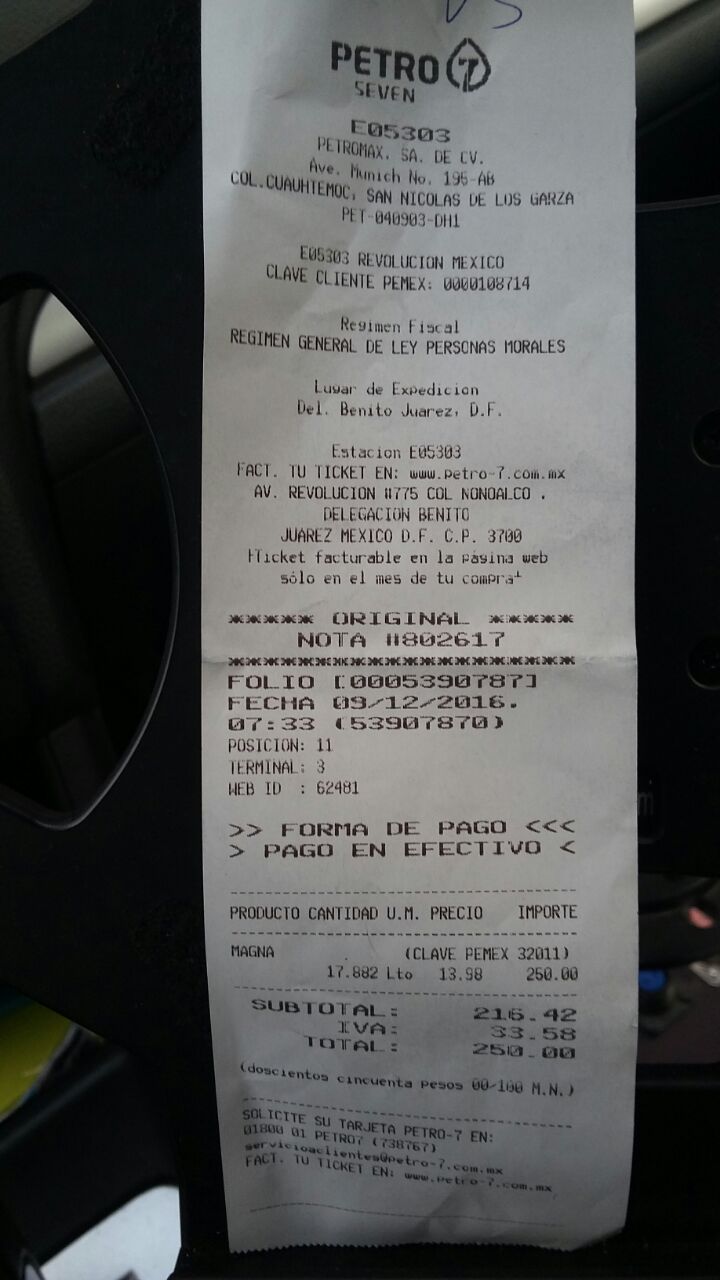 PETRO 7
SEVEN
E05303
PETROMAX. SA. DE CV.
Ave. Munich No. 195-AB
COL.CUAUHTEMOC, SAN NICOLAS DE LOS GARZA
PET-040903-DH1
E05303 REVOLUCION MEXICO
CLAVE CLIENTE PEMEX: 0000108714
Regimen Fiscal
REGIMEN GENERAL DE LEY PERSONAS MORALES
Lugar de Expedicion
Del. Benito Juarez, D.F.
Estacion E05303
FACT. TU TICKET EN: www.petro-7.com.mx
AV. REVOLUCION #775 COL NONOALCO .
DELEGACION BENITO
JUAREZ MEXICO D.F. C.P. 3700
Ticket facturable en la página web
sólo en el mes de tu compra
***** ORIGINAL *****
NOTA #802617
********************
FOLIO [0005390787]
FECHA 09/12/2016.
07:33 (53907870)
POSICION: 11
TERMINAL: 3
WEB ID : 62481
>> FORMA DE PAGO <<<
> PAGO EN EFECTIVO <
PRODUCTO CANTIDAD U.M. PRECIO IMPORTE
MAGNA (CLAVE PEMEX 32011)
17.882 Lto 13.98 250.00
SUBTOTAL: 216.42
IVA: 33.58
TOTAL: 250.00
(doscientos cincuenta pesos 00/100 M.N.)
SOLICITE SU TARJETA PETRO-7 EN:
01800 01 PETRO7 (738767)
servicioaclientes@petro-7.com.mx
FACT. TU TICKET EN: www.petro-7.com.mx